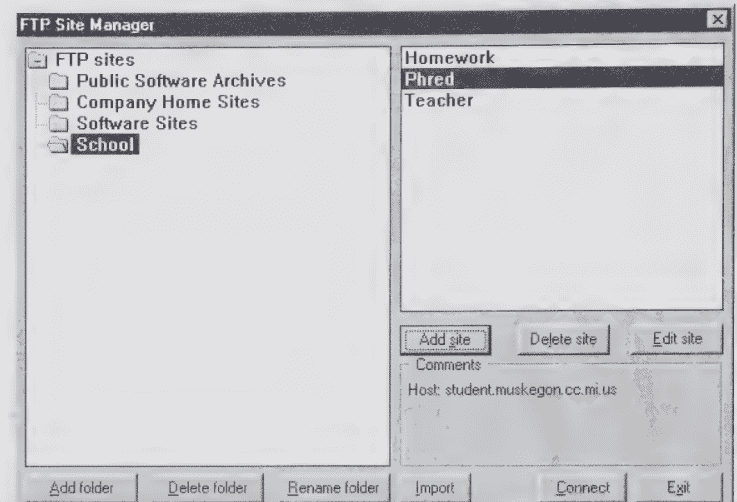 FTP Site Manager
FTP sites
Public Software Archives
Company Home Sites
Software Sites
School
Homework
Phred
Teacher
Add site
Delete site
Edit site
Comments
Host: student.muskegon.cc.mi.us
Add folder
Delete folder
Rename folder
Import
Connect
Exit